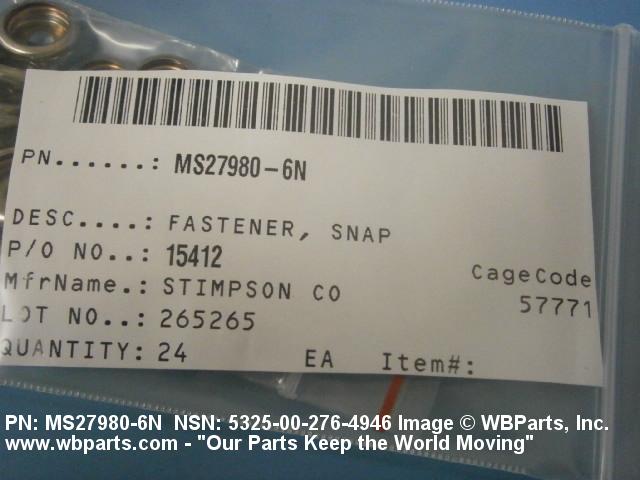 PN......: MS27980-6N
DESC....: FASTENER, SNAP
P/O NO..: 15412
CageCode
MfrName.: STIMPSON CO
57771
LOT NO..: 265265
QUANTITY: 24 EA Item#:
PN: MS27980-6N NSN: 5325-00-276-4946 Image © WBParts, Inc.
www.wbparts.com - "Our Parts Keep the World Moving"